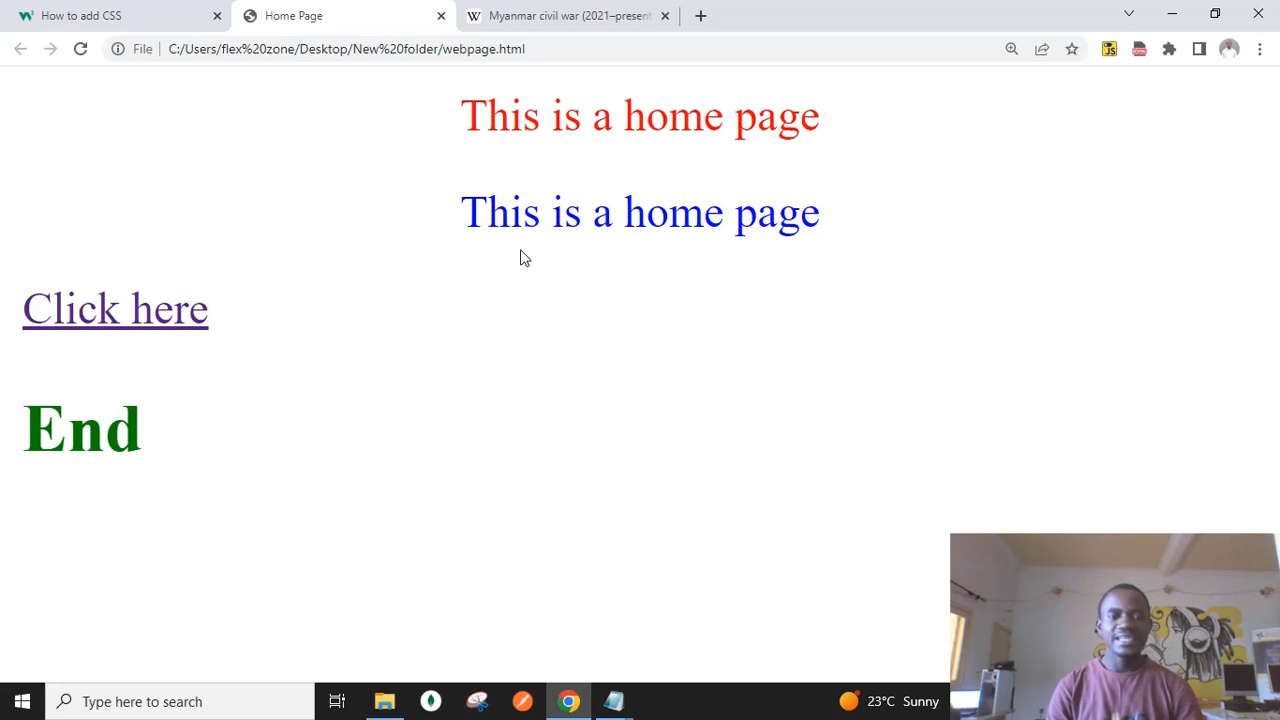 How to add CSS
Home Page
Myanmar civil war (2021–present
File
C:/Users/flex%20zone/Desktop/New%20folder/webpage.html
JS
This is a home page
This is a home page
Click here
End
Type here to search
23°C Sunny